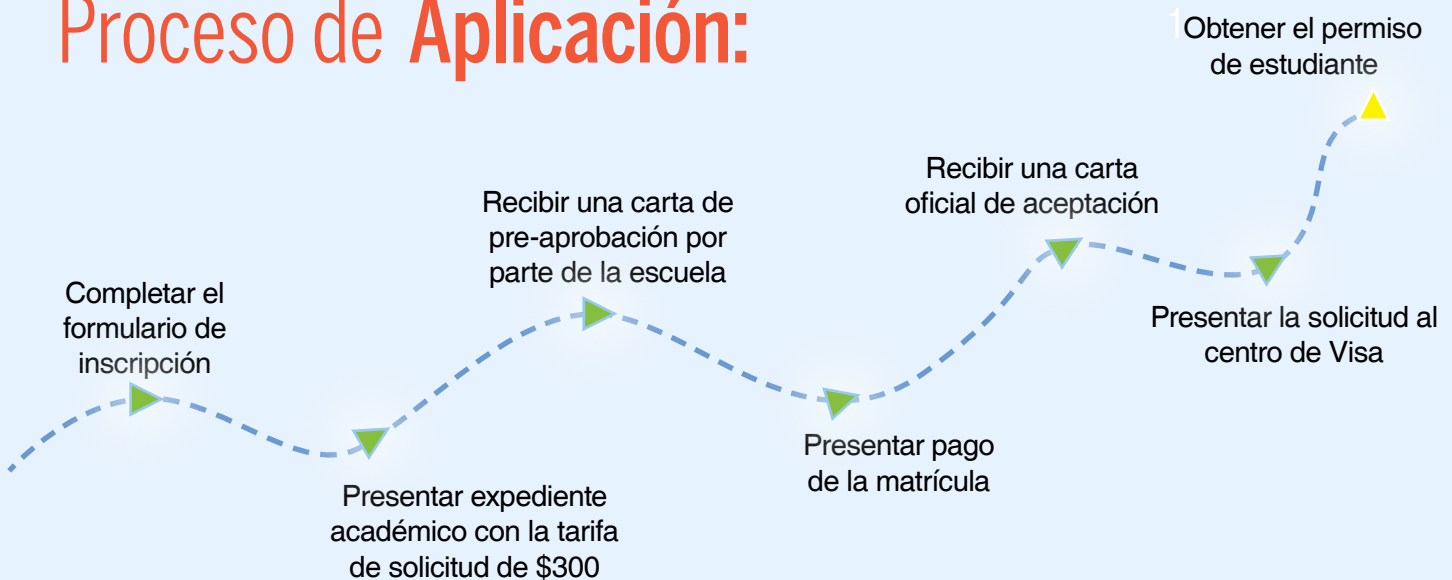 Proceso de Aplicación:
Completar el
formulario de
inscripción
Presentar expediente
académico con la tarifa
de solicitud de $300
Recibir una carta de
pre-aprobación por
parte de la escuela
Presentar pago
de la matrícula
Recibir una carta
oficial de aceptación
Presentar la solicitud al
centro de Visa
1
Obtener el permiso
de estudiante